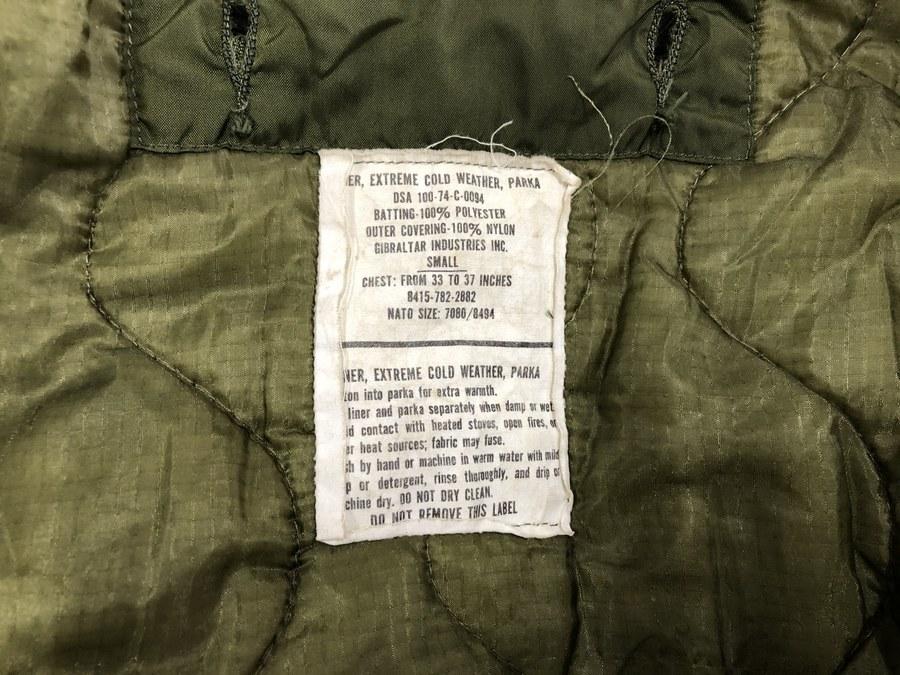 ER, EXTREME COLD WEATHER, PARKA
DSA 100-74-C-0094
BATTING-100% POLYESTER
OUTER COVERING-100% NYLON
GIBRALTAR INDUSTRIES INC.
SMALL
CHEST: FROM 33 TO 37 INCHES
8415-782-2882
NATO SIZE: 7080/8494
NER, EXTREME COLD WEATHER, PARKA
ton into parka for extra warmth.
liner and parka separately when damp or wet
id contact with heated stoves, open fires, or
er heat sources; fabric may fuse.
sh by hand or machine in warm water with mild
p or detergent, rinse thoroughly, and drip or
chine dry. DO NOT DRY CLEAN.
DO NOT REMOVE THIS LABEL